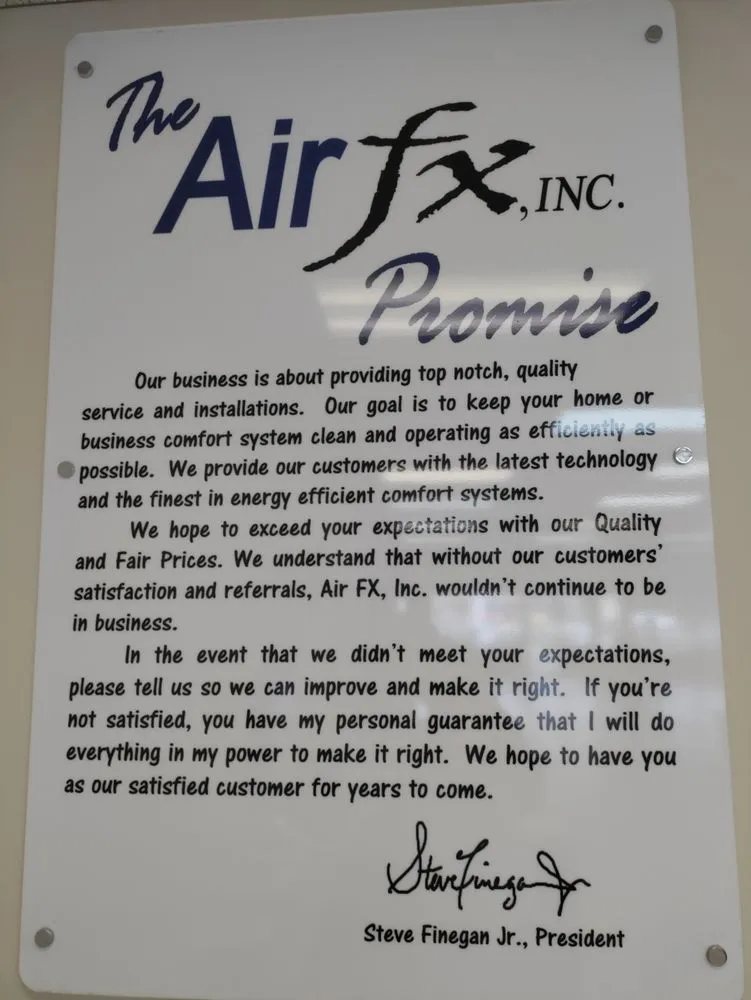 The
Air fx, INC.
Promise
Our business is about providing top notch, quality
service and installations. Our goal is to keep your home or
business comfort system clean and operating as efficiently as
possible. We provide our customers with the latest technology
and the finest in energy efficient comfort systems.
We hope to exceed your expectations with our Quality
and Fair Prices. We understand that without our customers'
satisfaction and referrals, Air FX, Inc. wouldn't continue to be
in business.
In the event that we didn't meet your expectations,
please tell us so we can improve and make it right. If you're
not satisfied, you have my personal guarantee that I will do
everything in my power to make it right. We hope to have you
as our satisfied customer for years to come.
Steve Finegan Jr
Steve Finegan Jr., President